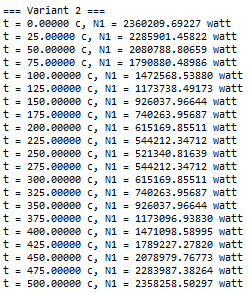 === Variant 2 ===
t = 0.00000 c, N1 = 2360209.69227 watt
t = 25.00000 c, N1 = 2285901.45822 watt
t = 50.00000 c, N1 = 2080788.80659 watt
t = 75.00000 c, N1 = 1790880.48986 watt
t = 100.00000 c, N1 = 1472568.53880 watt
t = 125.00000 c, N1 = 1173738.49173 watt
t = 150.00000 c, N1 = 926037.96644 watt
t = 175.00000 c, N1 = 740263.95687 watt
t = 200.00000 c, N1 = 615169.85511 watt
t = 225.00000 c, N1 = 544212.34712 watt
t = 250.00000 c, N1 = 521340.81639 watt
t = 275.00000 c, N1 = 544212.34712 watt
t = 300.00000 c, N1 = 615169.85511 watt
t = 325.00000 c, N1 = 740263.95687 watt
t = 350.00000 c, N1 = 926037.96644 watt
t = 375.00000 c, N1 = 1173096.93830 watt
t = 400.00000 c, N1 = 1471098.58995 watt
t = 425.00000 c, N1 = 1789227.27820 watt
t = 450.00000 c, N1 = 2078979.76773 watt
t = 475.00000 c, N1 = 2283987.38264 watt
t = 500.00000 c, N1 = 2358258.50297 watt